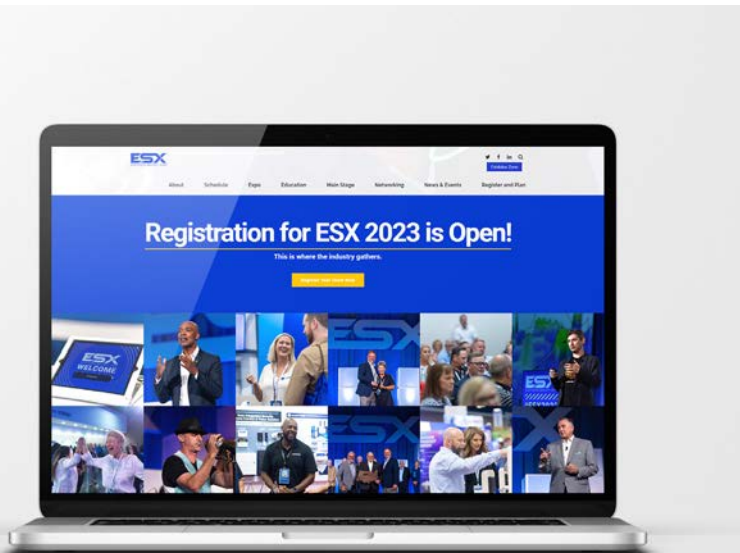 ESX
About Schedule Expo Education Main Stage Networking News & Events Register and Plan
Registration for ESX 2023 is Open!
This is where the industry gathers.
ESX
WELCOME
ESX
ESX
ESX